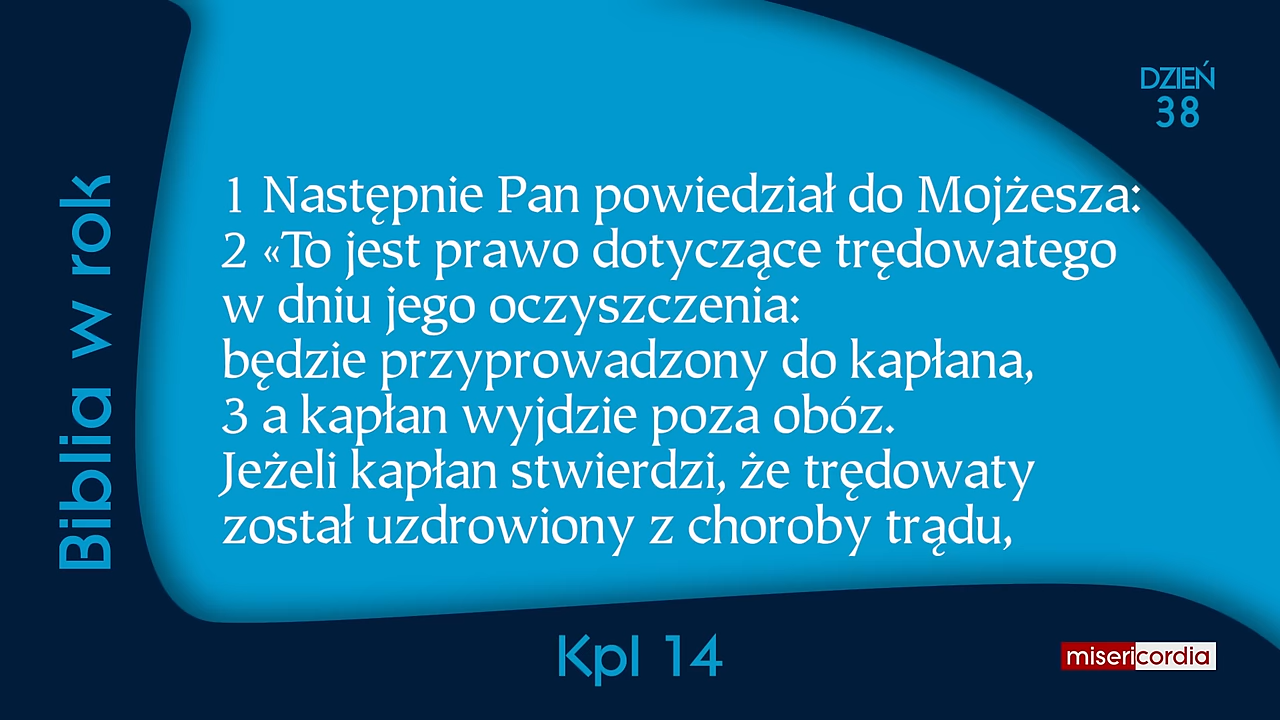 DZIEŃ
38
Biblia w rok
1 Następnie Pan powiedział do Mojżesza:
2 «To jest prawo dotyczące trędowatego
w dniu jego oczyszczenia:
będzie przyprowadzony do kapłana,
3 a kapłan wyjdzie poza obóz.
Jeżeli kapłan stwierdzi, że trędowaty
został uzdrowiony z choroby trądu,
Kpl 14
misericordia